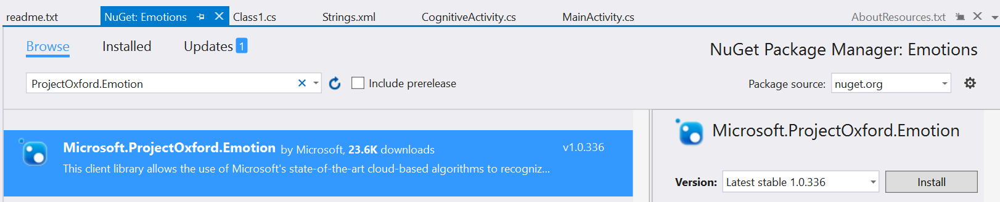 readme.txt NuGet: Emotions Class1.cs Strings.xml CognitiveActivity.cs MainActivity.cs AboutResources.txt
Browse Installed Updates 1
NuGet Package Manager: Emotions
ProjectOxford.Emotion Include prerelease Package source: nuget.org
Microsoft.ProjectOxford.Emotion by Microsoft, 23.6K downloads v1.0.336
This client library allows the use of Microsoft's state-of-the-art cloud-based algorithms to recogniz...
Microsoft.ProjectOxford.Emotion
Version: Latest stable 1.0.336 Install